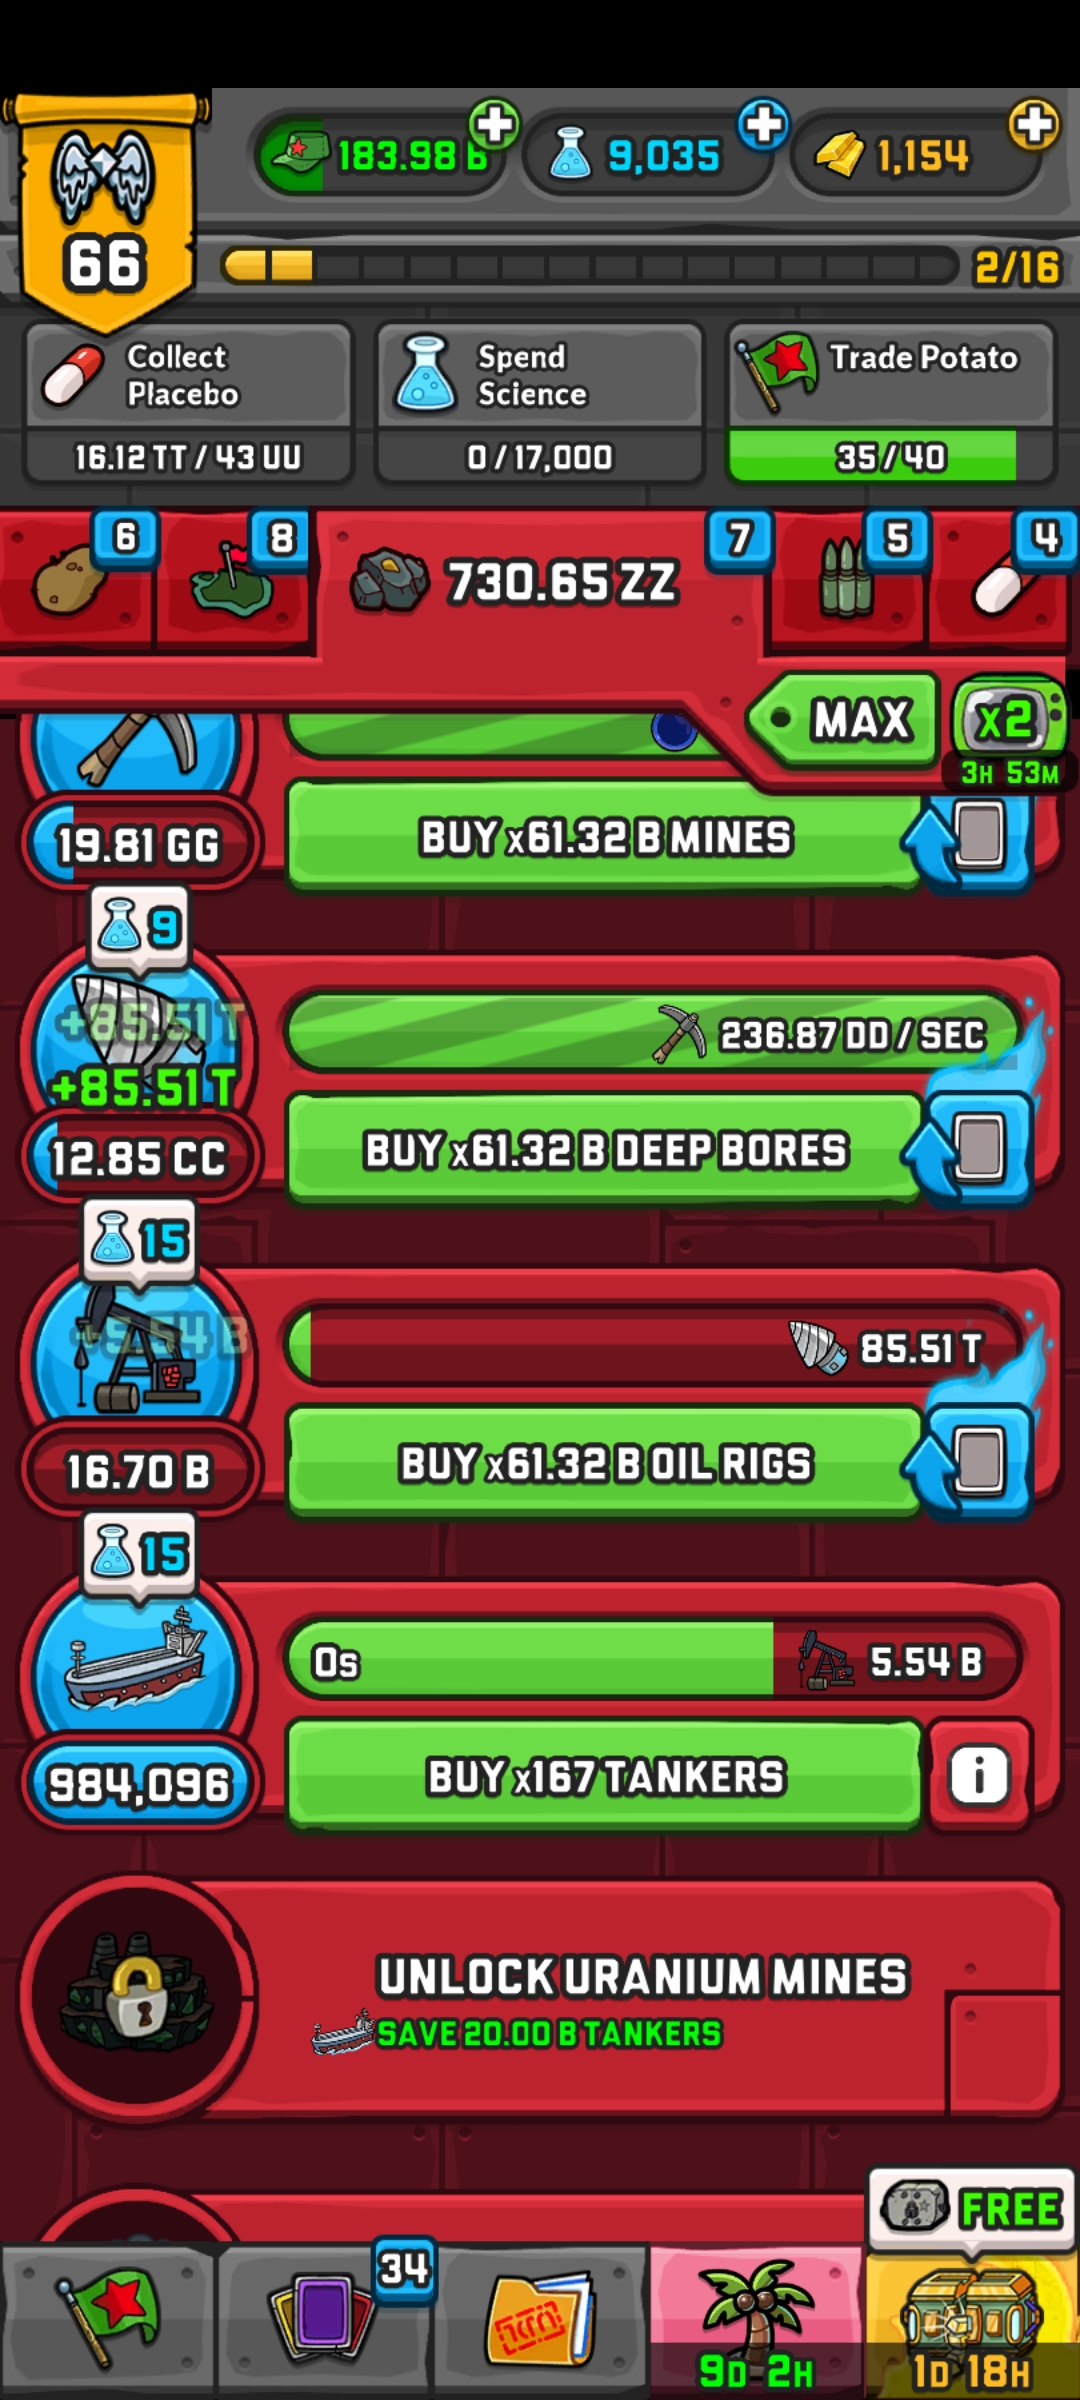 183.98 B
9,035
1,154
66
2/16
Collect
Placebo
Spend
Science
Trade Potato
16.12 TT / 43 UU
0 / 17,000
35 / 40
6
8
7
5
4
730.65 ZZ
MAX
x2
3H 53M
19.81 GG
BUY x61.32 B MINES
9
+85.51 T
+85.51 T
236.87 DD / SEC
12.85 CC
BUY x61.32 B DEEP BORES
15
+5.54 B
85.51 T
16.70 B
BUY x61.32 B OIL RIGS
15
0s
5.54 B
984,096
BUY x167 TANKERS
i
UNLOCK URANIUM MINES
SAVE 20.00 B TANKERS
FREE
34
9D 2H
1D 18H